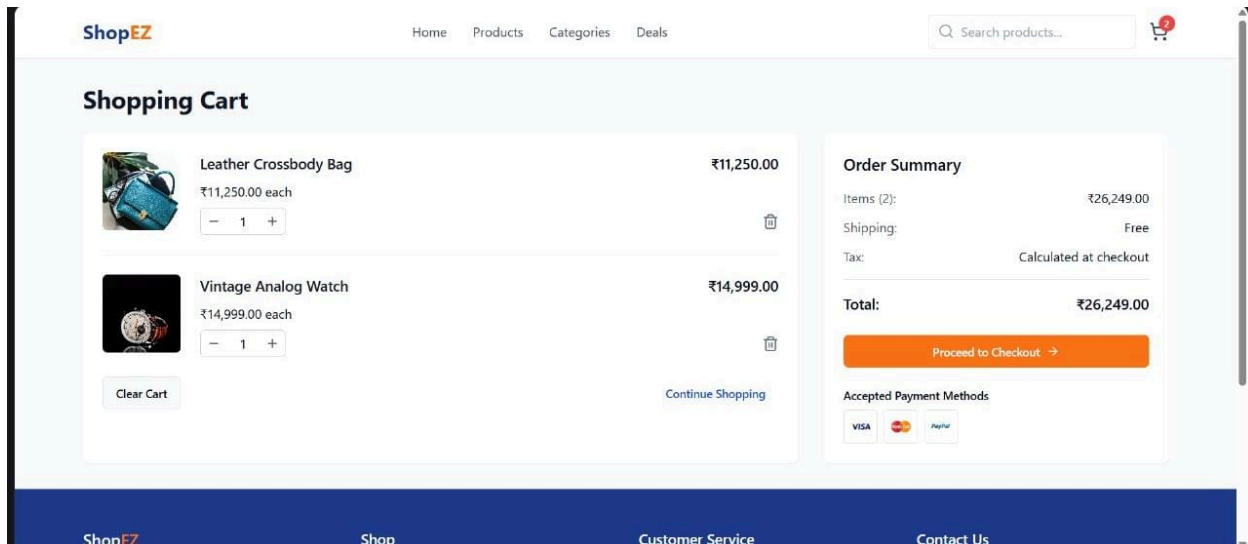 ShopEZ
Home Products Categories Deals
Search products...
2
Shopping Cart
Leather Crossbody Bag ₹11,250.00
₹11,250.00 each
− 1 +
Vintage Analog Watch ₹14,999.00
₹14,999.00 each
− 1 +
Clear Cart Continue Shopping
Order Summary
Items (2): ₹26,249.00
Shipping: Free
Tax: Calculated at checkout
Total: ₹26,249.00
Proceed to Checkout →
Accepted Payment Methods
VISA PayPal
ShopEZ Shop Customer Service Contact Us